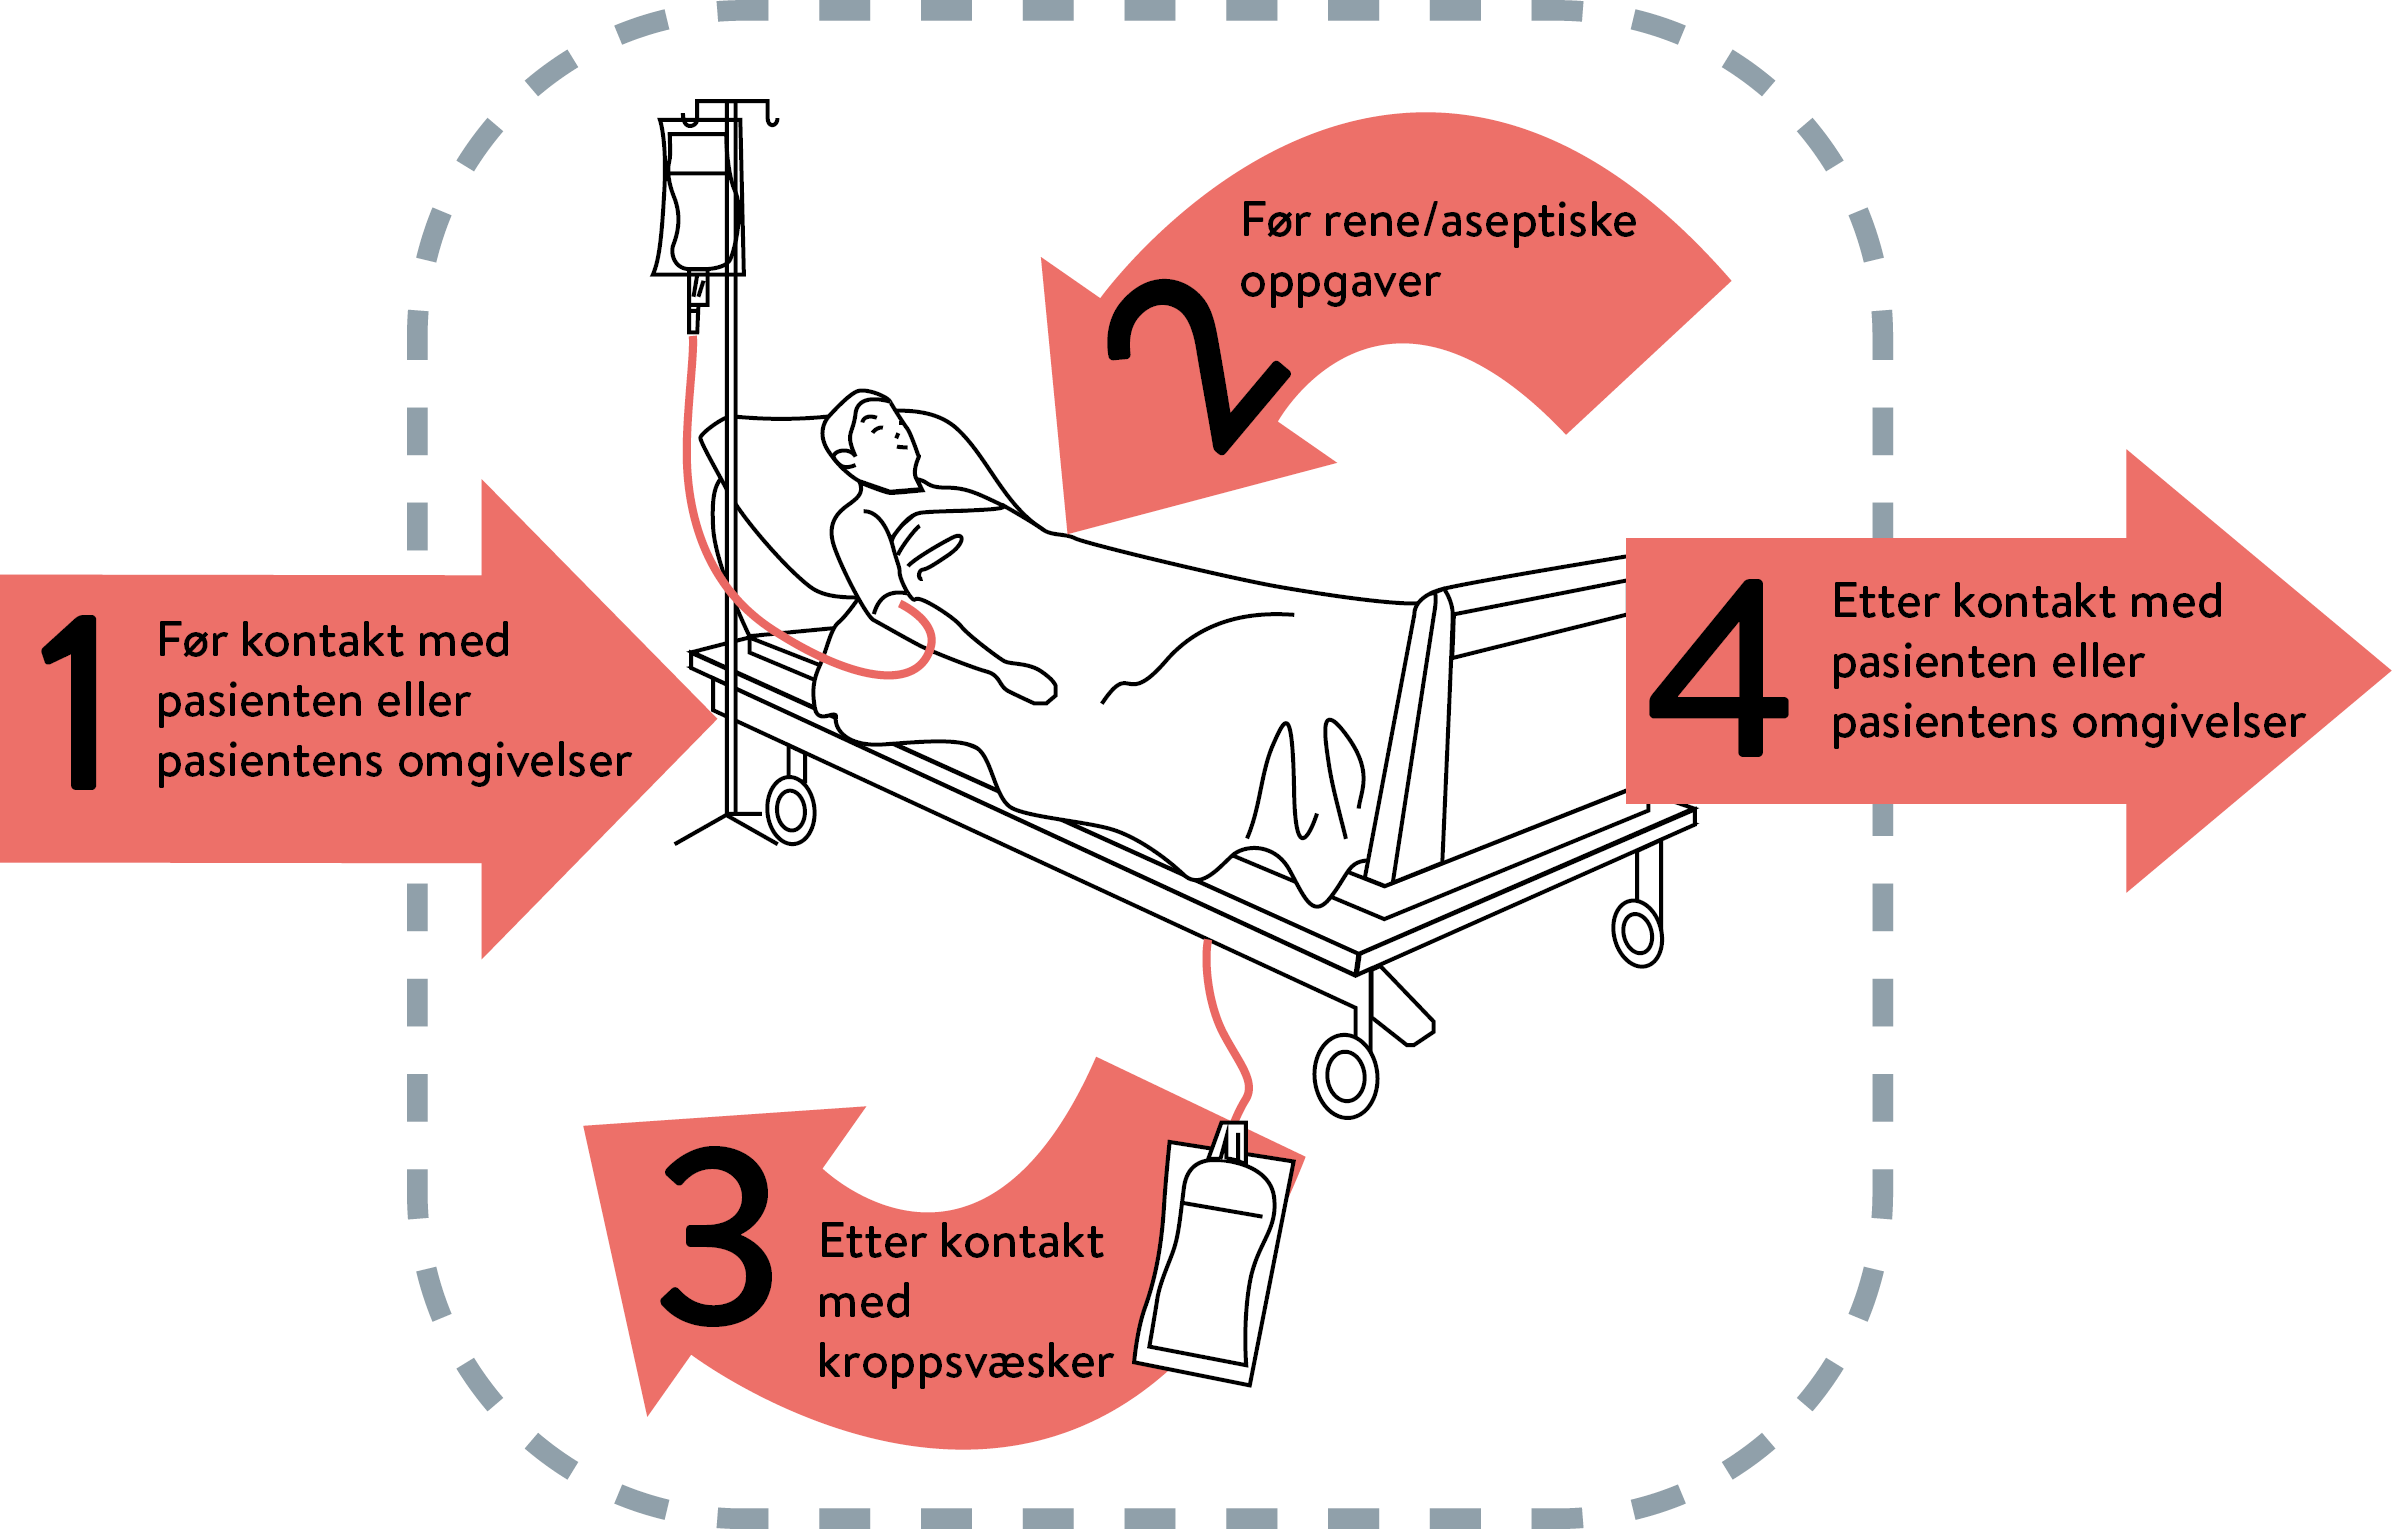 1
Før kontakt med
pasienten eller
pasientens omgivelser
2
Før rene/aseptiske
oppgaver
3
Etter kontakt
med
kroppsvæsker
4
Etter kontakt med
pasienten eller
pasientens omgivelser